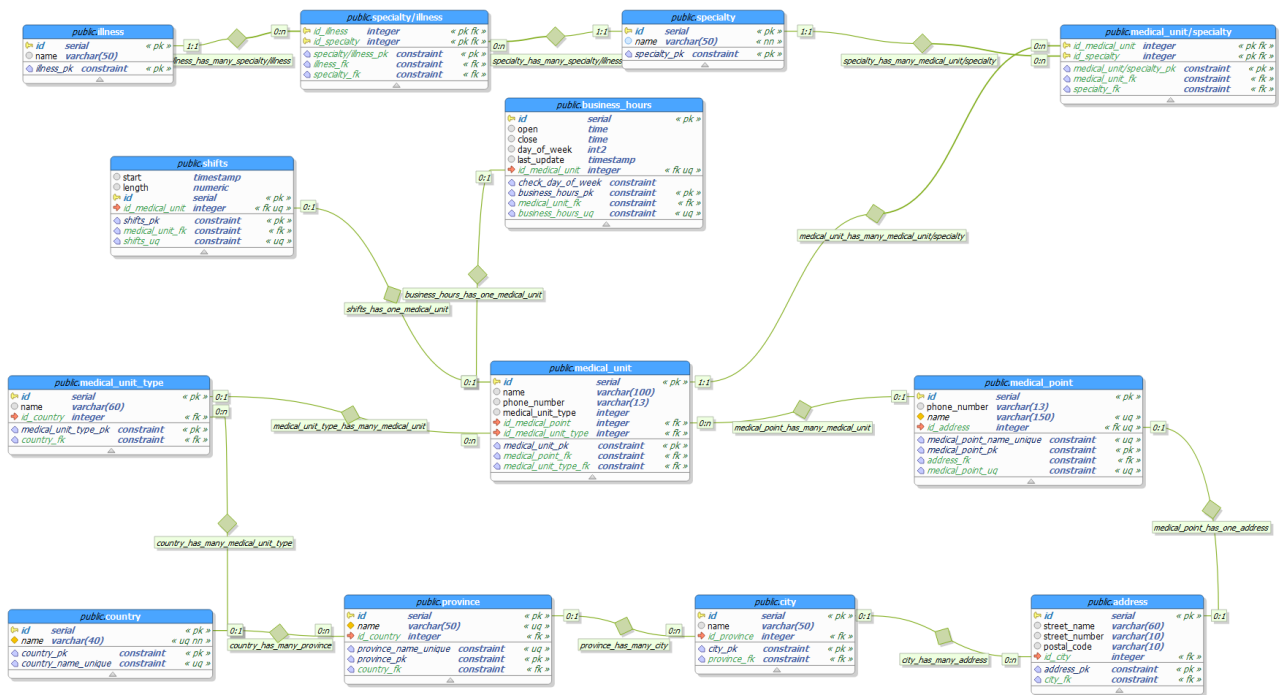 public.illness
id serial « pk »
name varchar(50)
illness_pk constraint « pk »
1:1
0:n
illness_has_many_specialty/illness
public.specialty/illness
id_illness integer « pk fk »
id_specialty integer « pk fk »
specialty/illness_pk constraint « pk »
illness_fk constraint « fk »
specialty_fk constraint « fk »
0:n
1:1
specialty_has_many_specialty/illness
public.specialty
id serial « pk »
name varchar(50) « nn »
specialty_pk constraint « pk »
1:1
specialty_has_many_medical_unit/specialty
0:n
0:n
public.medical_unit/specialty
id_medical_unit integer « pk fk »
id_specialty integer « pk fk »
medical_unit/specialty_pk constraint « pk »
medical_unit_fk constraint « fk »
specialty_fk constraint « fk »
public.business_hours
id serial « pk »
open time
close time
day_of_week int2
last_update timestamp
id_medical_unit integer « fk uq »
check_day_of_week constraint
business_hours_pk constraint « pk »
medical_unit_fk constraint « fk »
business_hours_uq constraint « uq »
0:1
public.shifts
start timestamp
length numeric
id serial « pk »
id_medical_unit integer « fk uq »
shifts_pk constraint « pk »
medical_unit_fk constraint « fk »
shifts_uq constraint « uq »
0:1
medical_unit_has_many_medical_unit/specialty
business_hours_has_one_medical_unit
shifts_has_one_medical_unit
0:1
public.medical_unit
id serial « pk »
name varchar(100)
phone_number varchar(13)
medical_unit_type integer
id_medical_point integer « fk »
id_medical_unit_type integer « fk »
medical_unit_pk constraint « pk »
medical_point_fk constraint « fk »
medical_unit_type_fk constraint « fk »
1:1
0:n
public.medical_unit_type
id serial « pk »
name varchar(60)
id_country integer « fk »
medical_unit_type_pk constraint « pk »
country_fk constraint « fk »
0:1
0:n
medical_unit_type_has_many_medical_unit
0:n
medical_point_has_many_medical_unit
0:1
public.medical_point
id serial « pk »
phone_number varchar(13)
name varchar(150) « uq »
id_address integer « fk uq »
medical_point_name_unique constraint « uq »
medical_point_pk constraint « pk »
address_fk constraint « fk »
medical_point_uq constraint « uq »
0:1
medical_point_has_one_address
country_has_many_medical_unit_type
public.country
id serial « pk »
name varchar(40) « uq nn »
country_pk constraint « pk »
country_name_unique constraint « uq »
0:1
0:n
country_has_many_province
public.province
id serial « pk »
name varchar(50) « uq »
id_country integer « fk »
province_name_unique constraint « uq »
province_pk constraint « pk »
country_fk constraint « fk »
0:1
0:n
province_has_many_city
public.city
id serial « pk »
name varchar(50)
id_province integer « fk »
city_pk constraint « pk »
province_fk constraint « fk »
0:1
0:n
city_has_many_address
public.address
id serial « pk »
street_name varchar(60)
street_number varchar(10)
postal_code varchar(10)
id_city integer « fk »
address_pk constraint « pk »
city_fk constraint « fk »
0:1